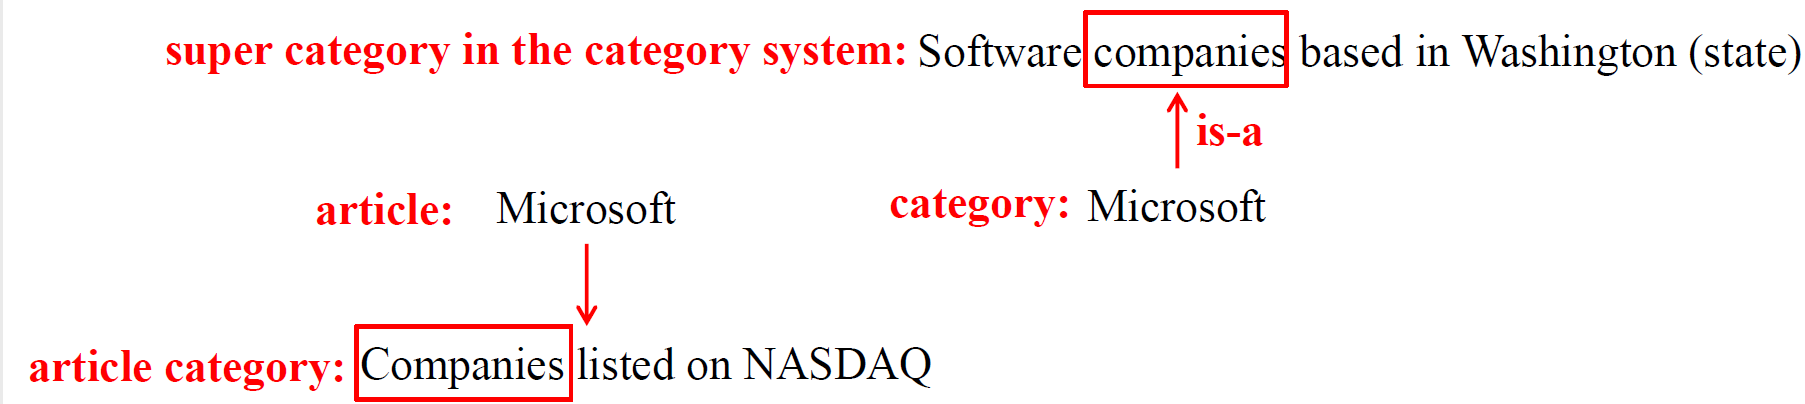 super category in the category system: Software companies based in Washington (state)
is-a
article: Microsoft category: Microsoft
article category: Companies listed on NASDAQ